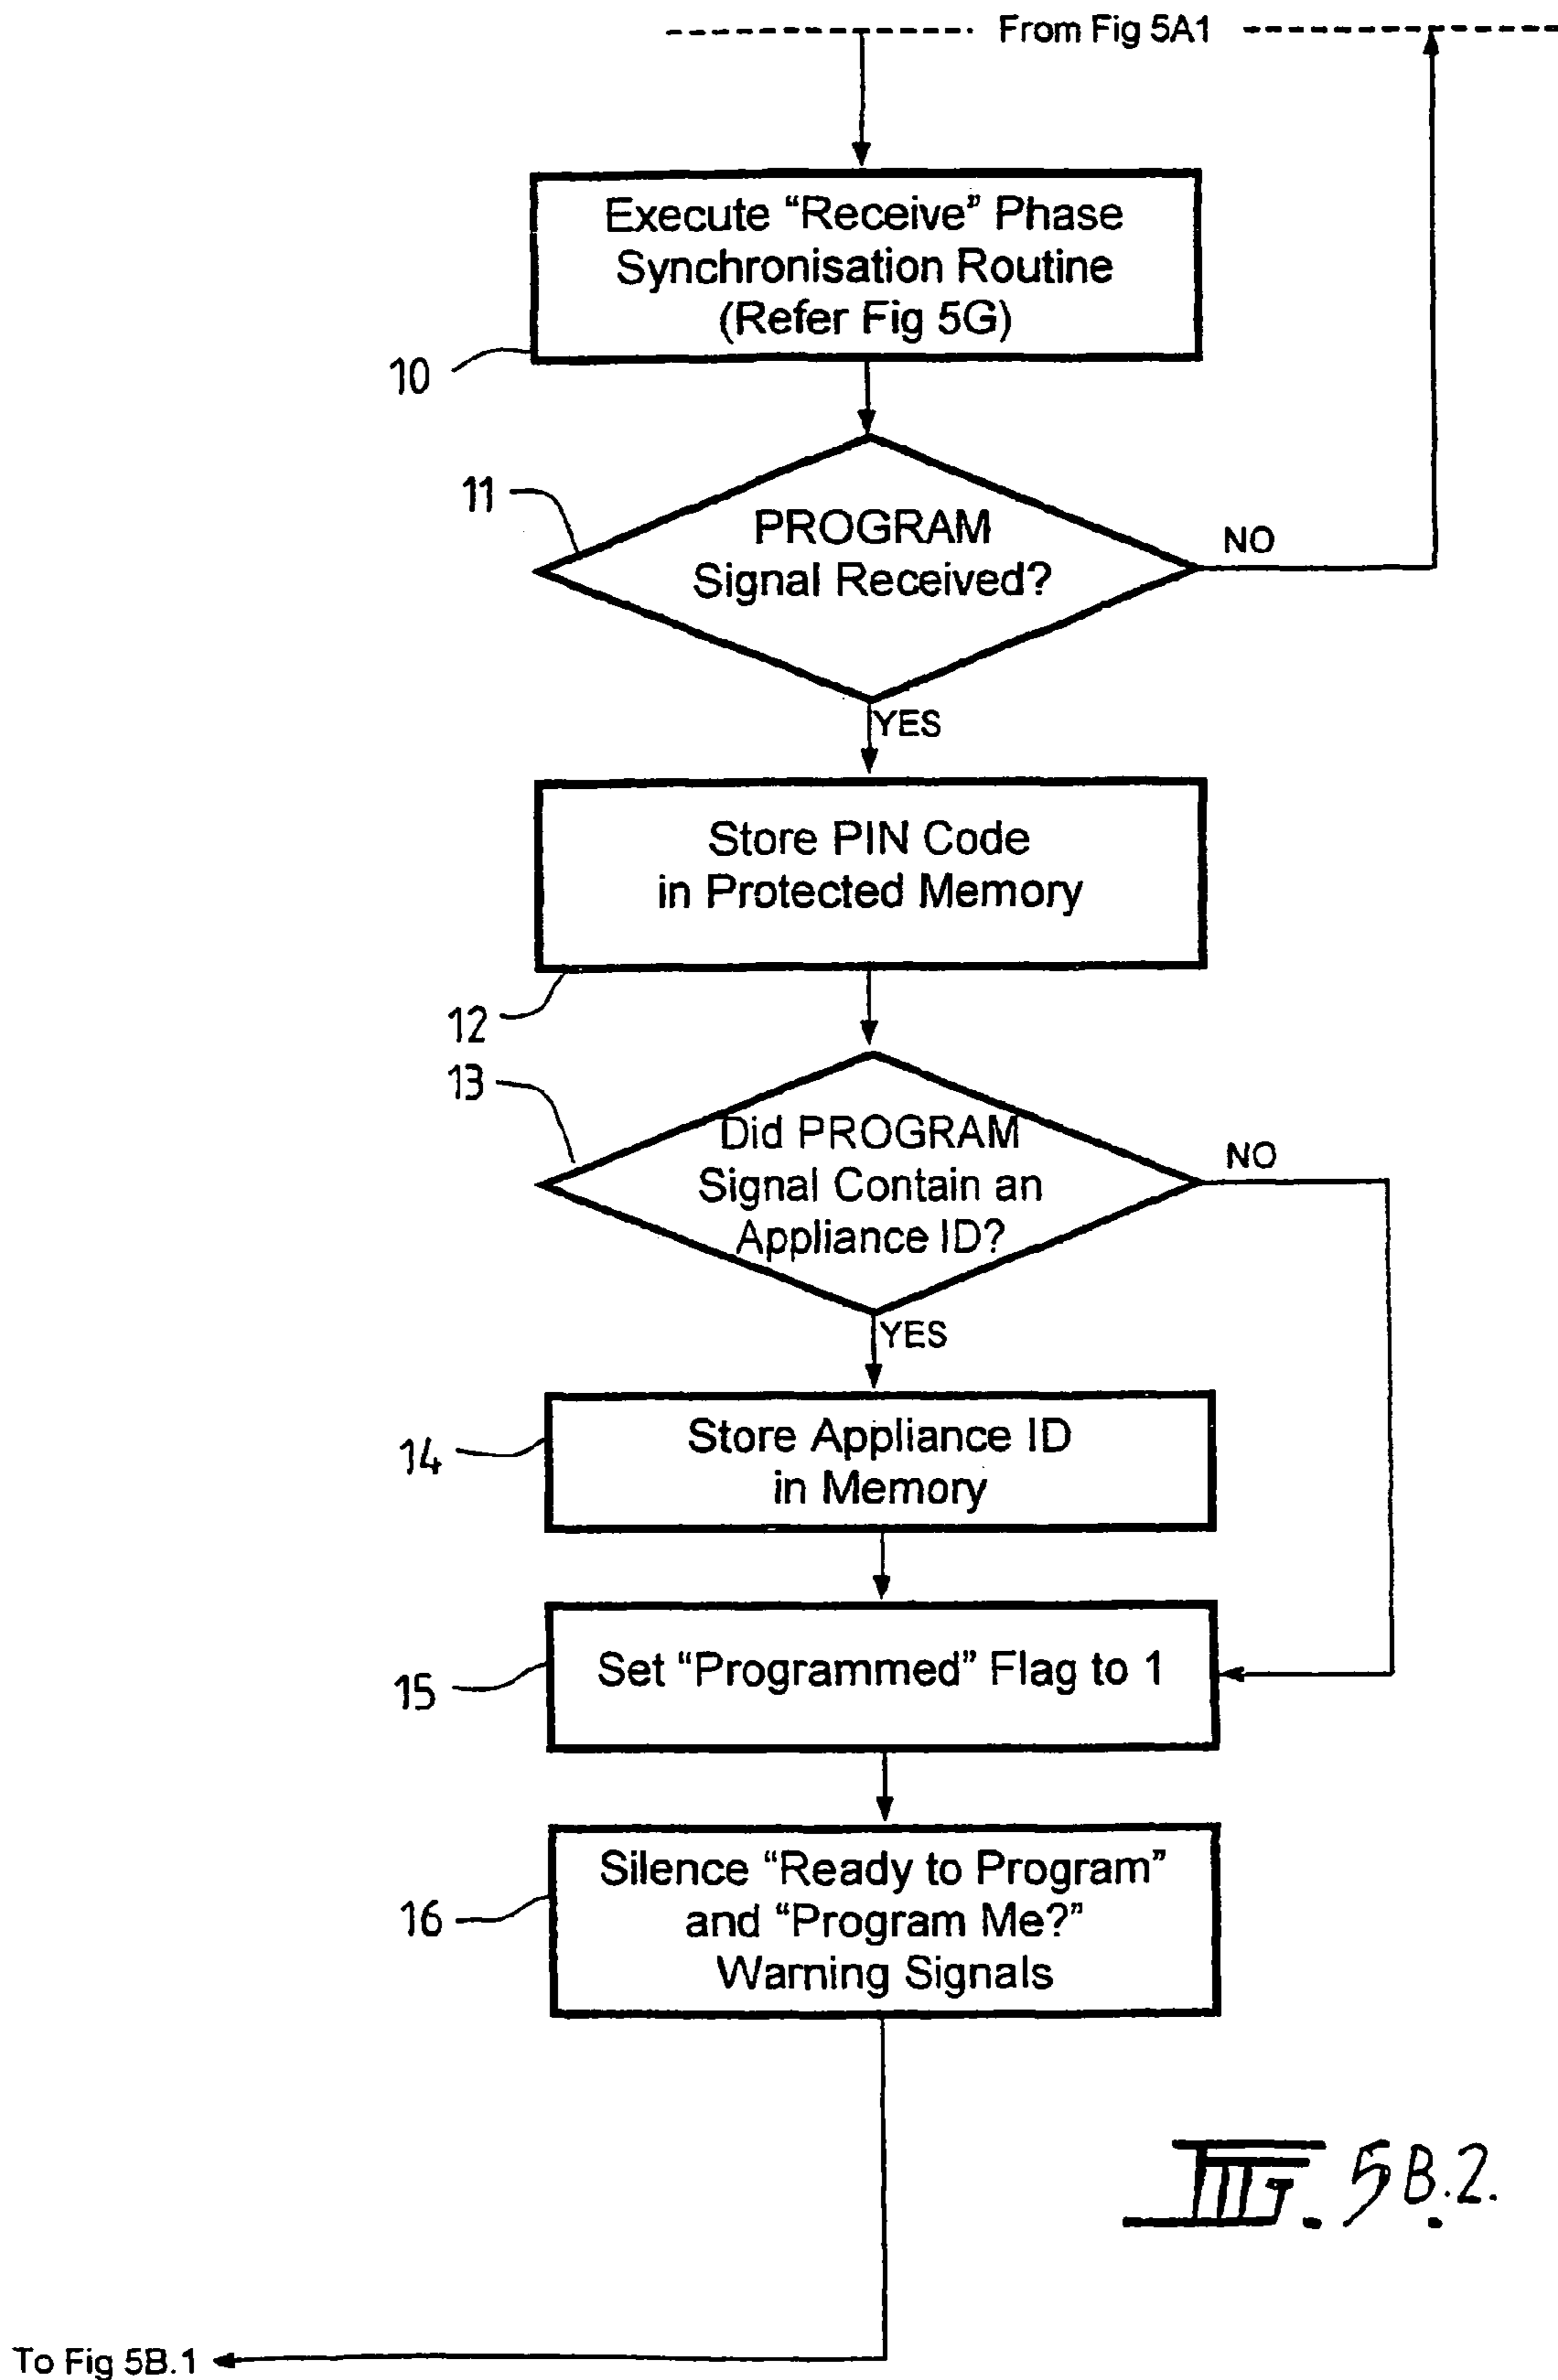 From Fig 5A1
Execute “Receive” Phase
Synchronisation Routine
(Refer Fig 5G)
10
11
PROGRAM
Signal Received?
NO
YES
Store PIN Code
in Protected Memory
12
13
Did PROGRAM
Signal Contain an
Appliance ID?
NO
YES
14
Store Appliance ID
in Memory
15
Set “Programmed” Flag to 1
16
Silence “Ready to Program”
and “Program Me?”
Warning Signals
FIG. 5B.2.
To Fig 5B.1